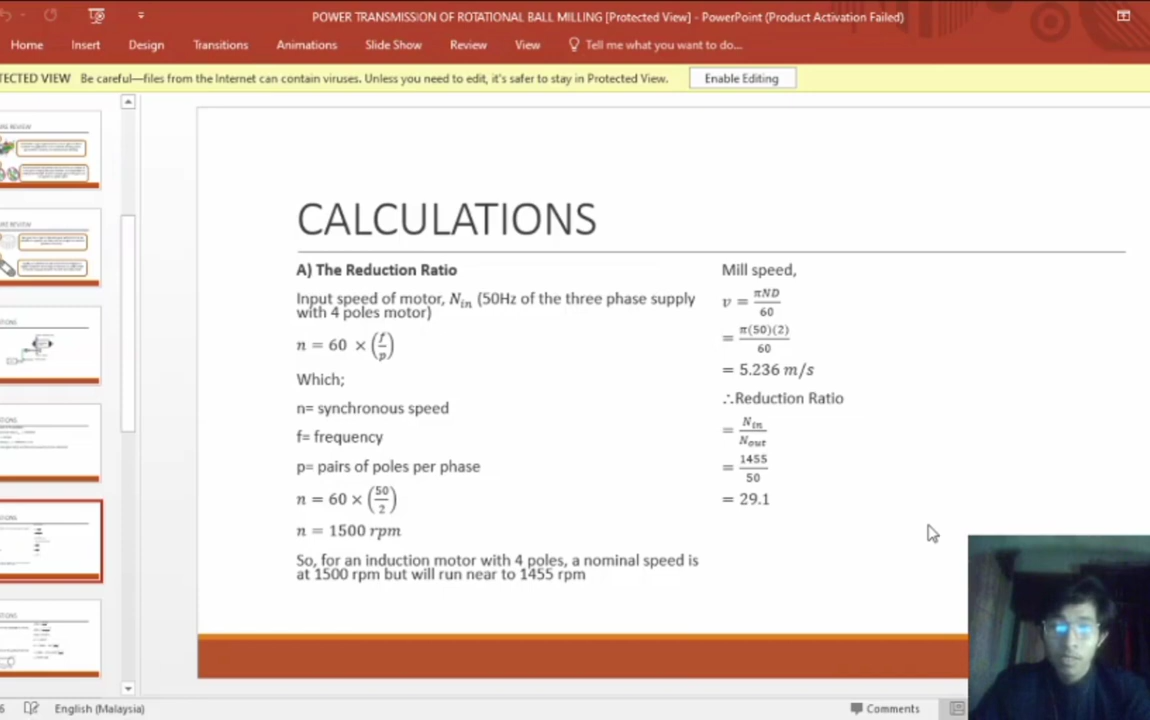 POWER TRANSMISSION OF ROTATIONAL BALL MILLING [Protected View] - PowerPoint (Product Activation Failed)
Home Insert Design Transitions Animations Slide Show Review View Tell me what you want to do...
TECTED VIEW Be careful—files from the Internet can contain viruses. Unless you need to edit, it's safer to stay in Protected View. Enable Editing
CALCULATIONS
A) The Reduction Ratio
Input speed of motor, N_in (50Hz of the three phase supply
with 4 poles motor)
n = 60 × (f/p)
Which;
n= synchronous speed
f= frequency
p= pairs of poles per phase
n = 60 × (50/2)
n = 1500 rpm
So, for an induction motor with 4 poles, a nominal speed is
at 1500 rpm but will run near to 1455 rpm
Mill speed,
v = πND/60
= π(50)(2)/60
= 5.236 m/s
∴Reduction Ratio
= N_in/N_out
= 1455/50
= 29.1
6 English (Malaysia) Comments